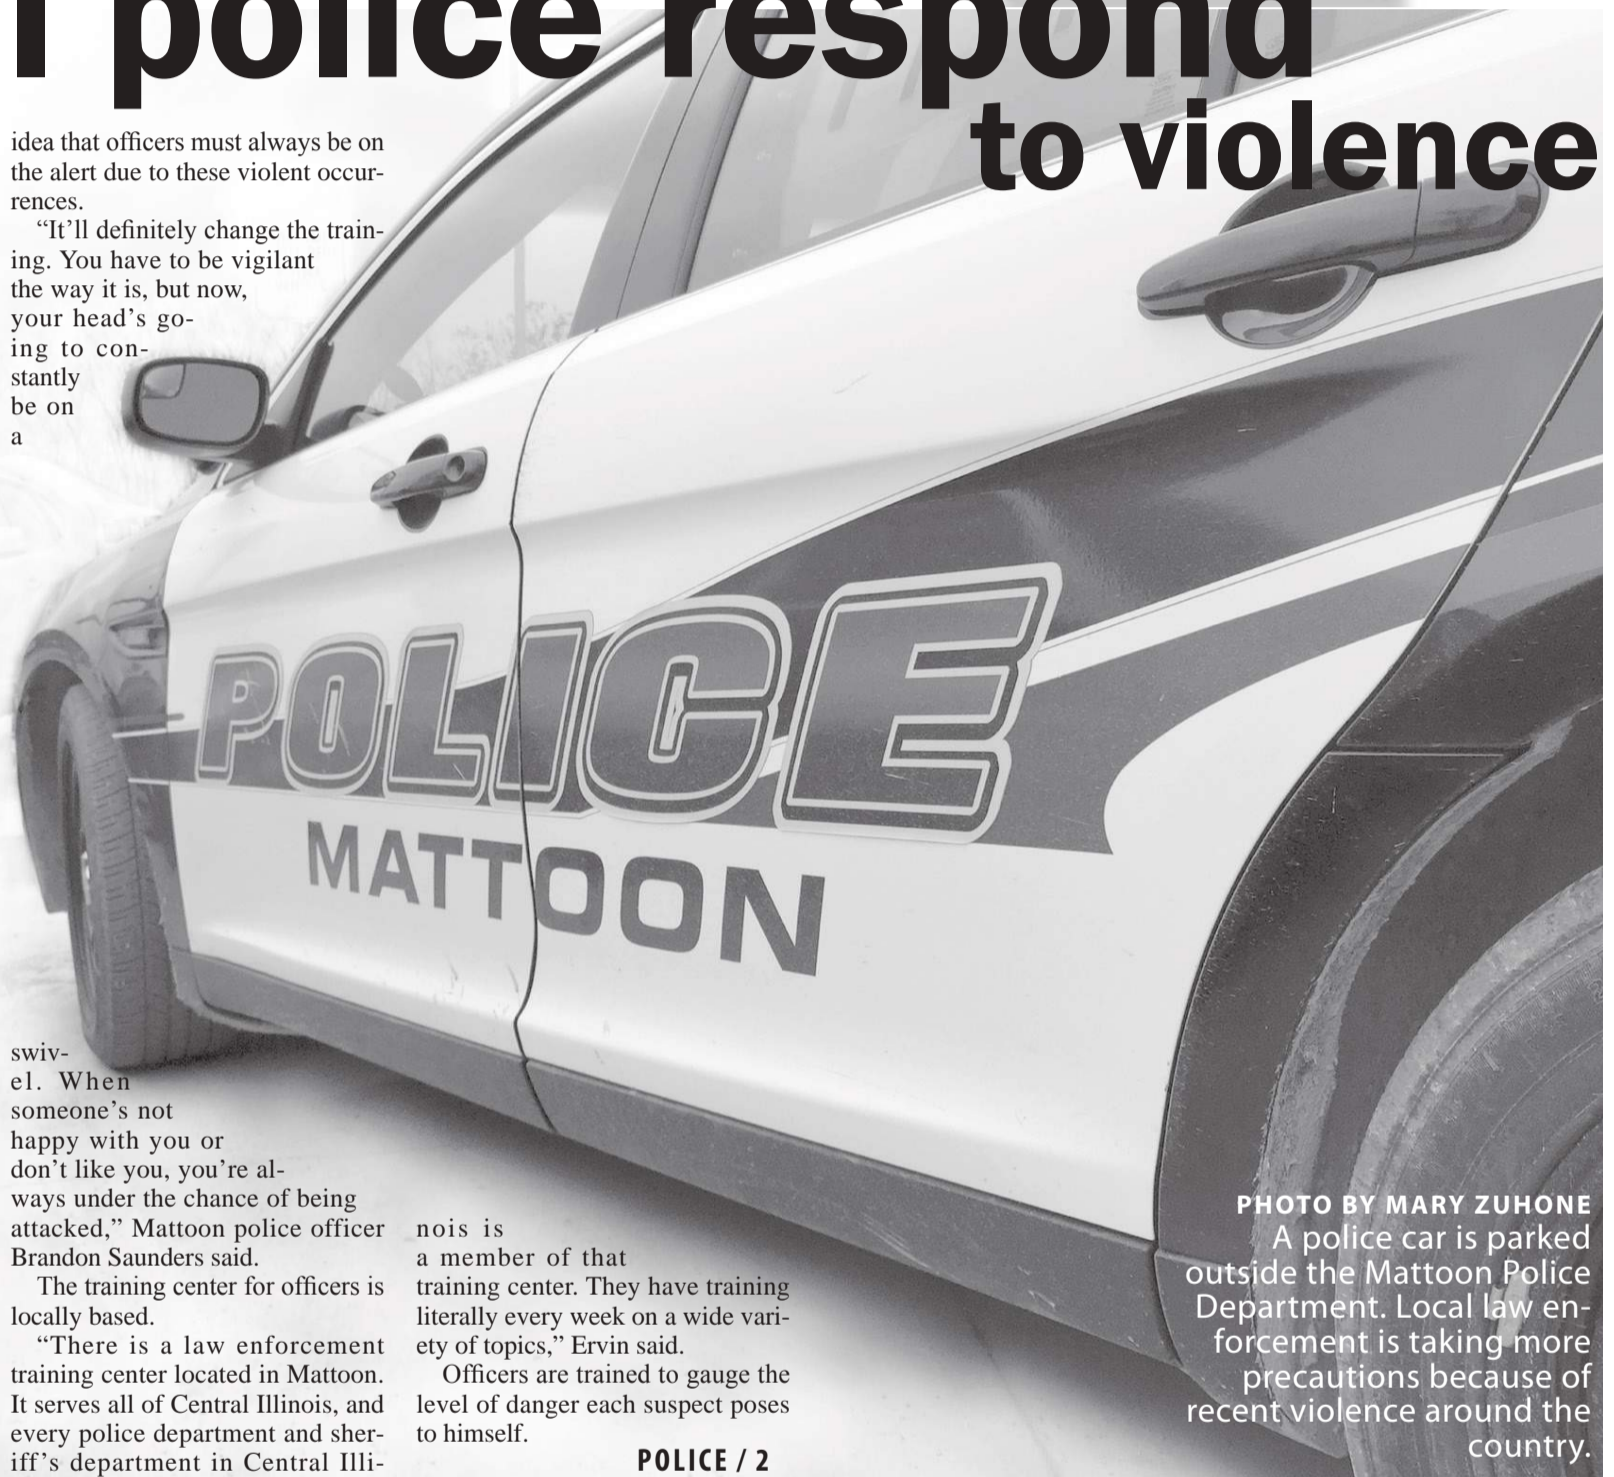 police respond
to violence
idea that officers must always be on
the alert due to these violent occur-
rences.
“It’ll definitely change the train-
ing. You have to be vigilant
the way it is, but now,
your head’s go-
ing to con-
stantly
be on
a
swiv-
el. When
someone’s not
happy with you or
don’t like you, you’re al-
ways under the chance of being
attacked,” Mattoon police officer
Brandon Saunders said.
The training center for officers is
locally based.
“There is a law enforcement
training center located in Mattoon.
It serves all of Central Illinois, and
every police department and sher-
iff’s department in Central Illi-
nois is
a member of that
training center. They have training
literally every week on a wide vari-
ety of topics,” Ervin said.
Officers are trained to gauge the
level of danger each suspect poses
to himself.
POLICE / 2
POLICE
MATTOON
PHOTO BY MARY ZUHONE
A police car is parked
outside the Mattoon Police
Department. Local law en-
forcement is taking more
precautions because of
recent violence around the
country.